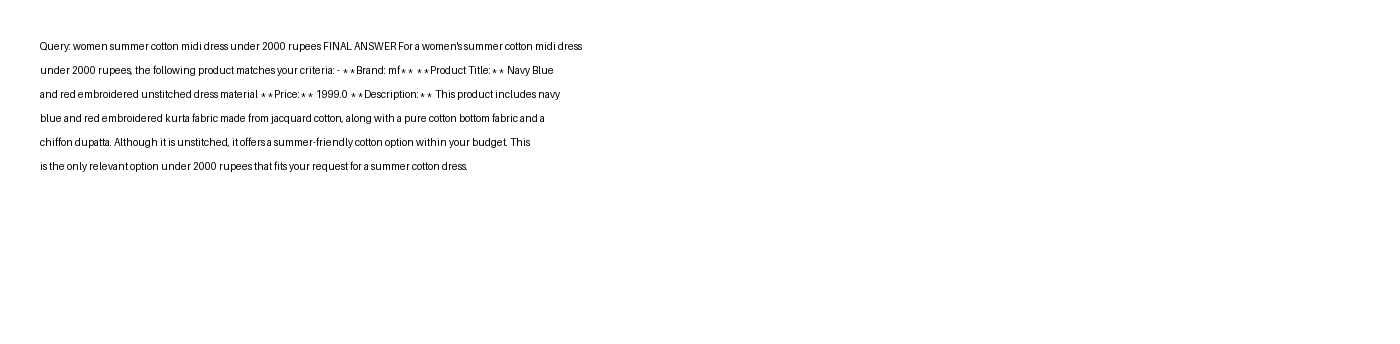 Query: women summer cotton midi dress under 2000 rupees FINAL ANSWER For a women's summer cotton midi dress
under 2000 rupees, the following product matches your criteria: - **Brand: mf** **Product Title:** Navy Blue
and red embroidered unstitched dress material **Price:** 1999.0 **Description:** This product includes navy
blue and red embroidered kurta fabric made from jacquard cotton, along with a pure cotton bottom fabric and a
chiffon dupatta. Although it is unstitched, it offers a summer-friendly cotton option within your budget. This
is the only relevant option under 2000 rupees that fits your request for a summer cotton dress.